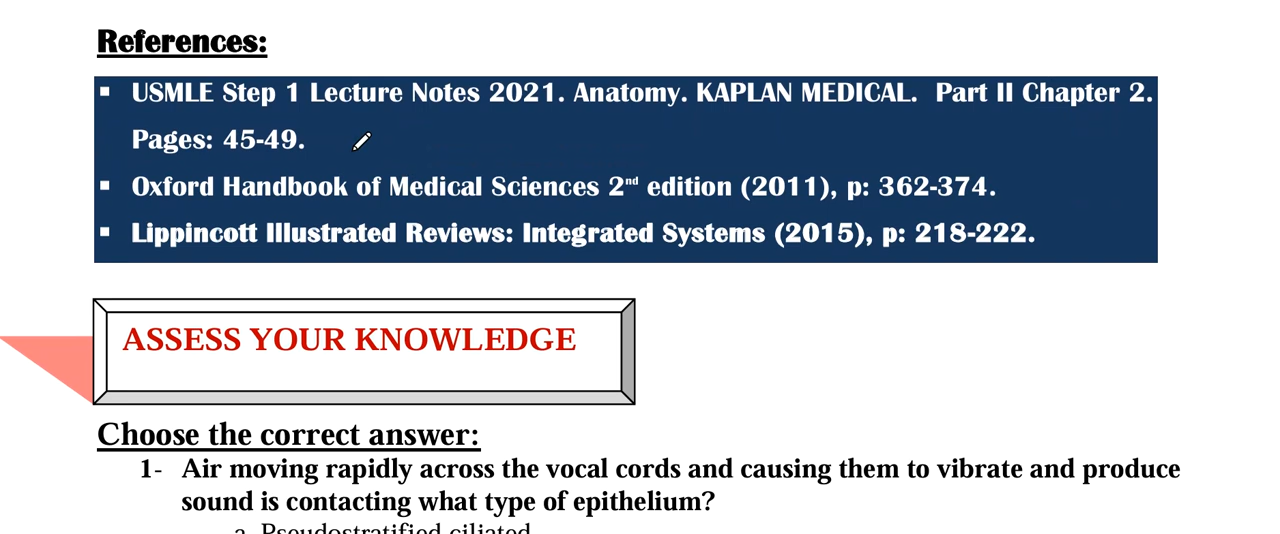 References:
▪ USMLE Step 1 Lecture Notes 2021. Anatomy. KAPLAN MEDICAL. Part II Chapter 2.
Pages: 45-49.
▪ Oxford Handbook of Medical Sciences 2nd edition (2011), p: 362-374.
▪ Lippincott Illustrated Reviews: Integrated Systems (2015), p: 218-222.
ASSESS YOUR KNOWLEDGE
Choose the correct answer:
1- Air moving rapidly across the vocal cords and causing them to vibrate and produce
sound is contacting what type of epithelium?
a. Pseudostratified ciliated